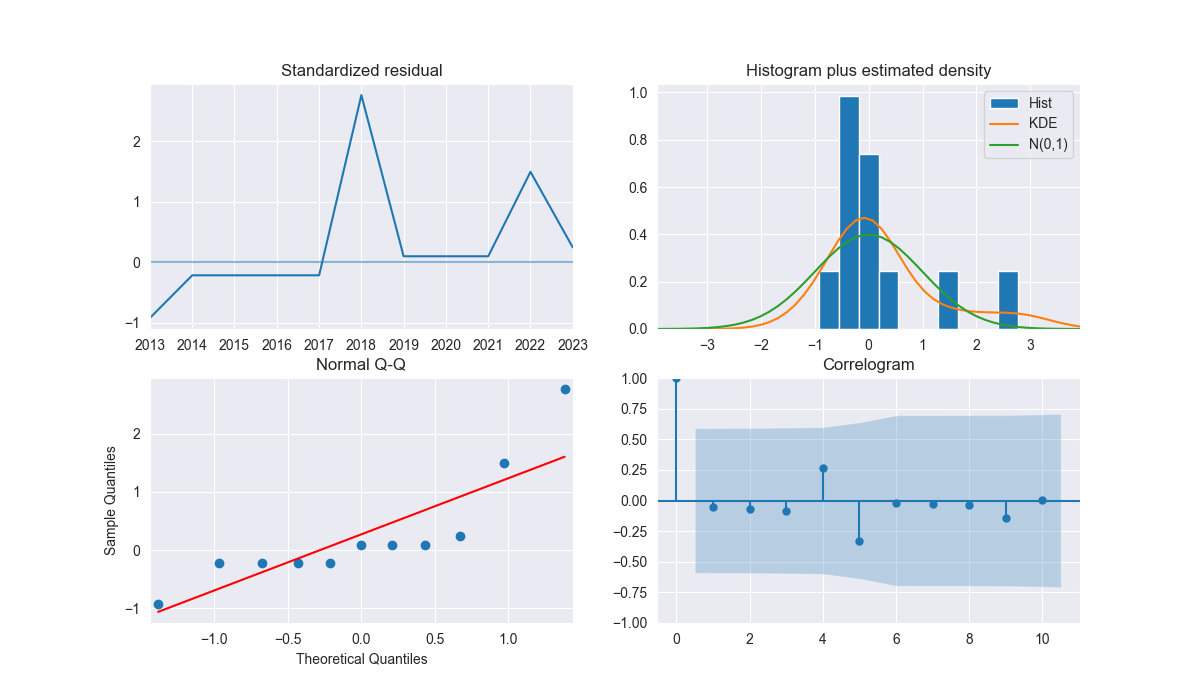 Standardized residual
2
1
0
−1
2013 2014 2015 2016 2017 2018 2019 2020 2021 2022 2023
Histogram plus estimated density
1.0
0.8
0.6
0.4
0.2
0.0
−3 −2 −1 0 1 2 3
Hist
KDE
N(0,1)
Normal Q-Q
Sample Quantiles
2
1
0
−1
−1.0 −0.5 0.0 0.5 1.0
Theoretical Quantiles
Correlogram
1.00
0.75
0.50
0.25
0.00
−0.25
−0.50
−0.75
−1.00
0 2 4 6 8 10